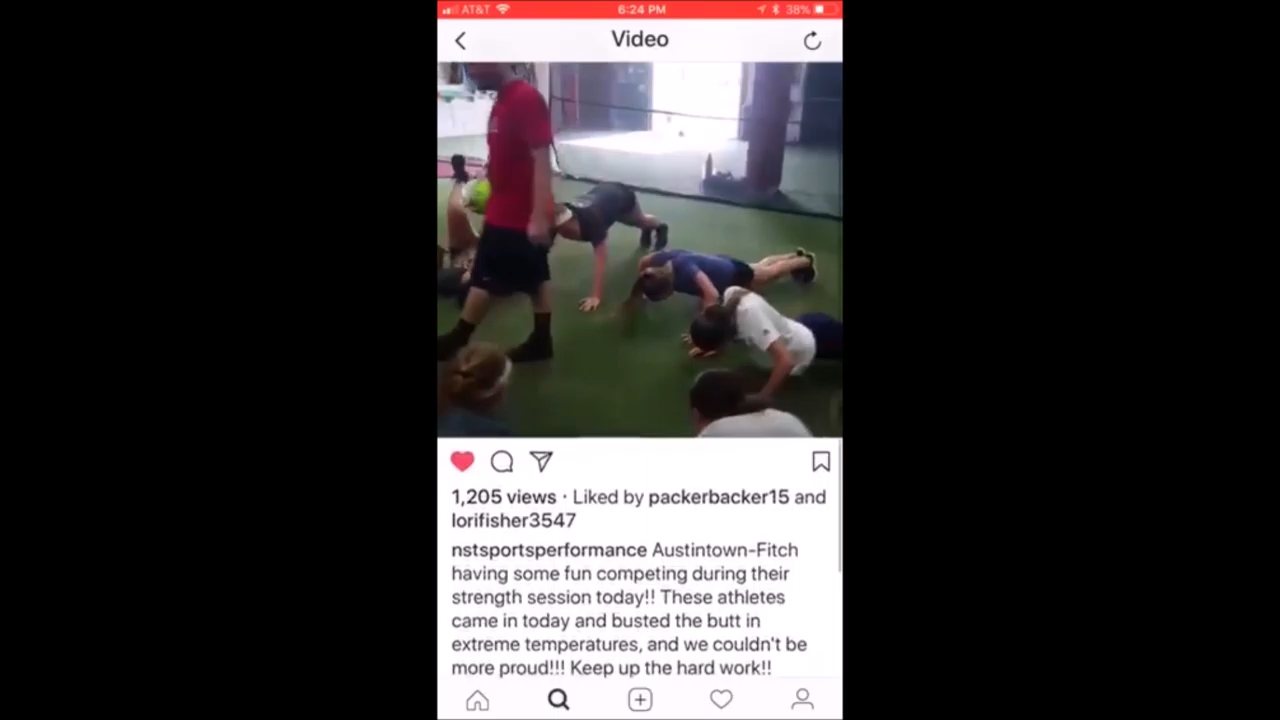 AT&T 6:24 PM 38%
Video
1,205 views · Liked by packerbacker15 and
lorifisher3547
nstsportsperformance Austintown-Fitch
having some fun competing during their
strength session today!! These athletes
came in today and busted the butt in
extreme temperatures, and we couldn't be
more proud!!! Keep up the hard work!!